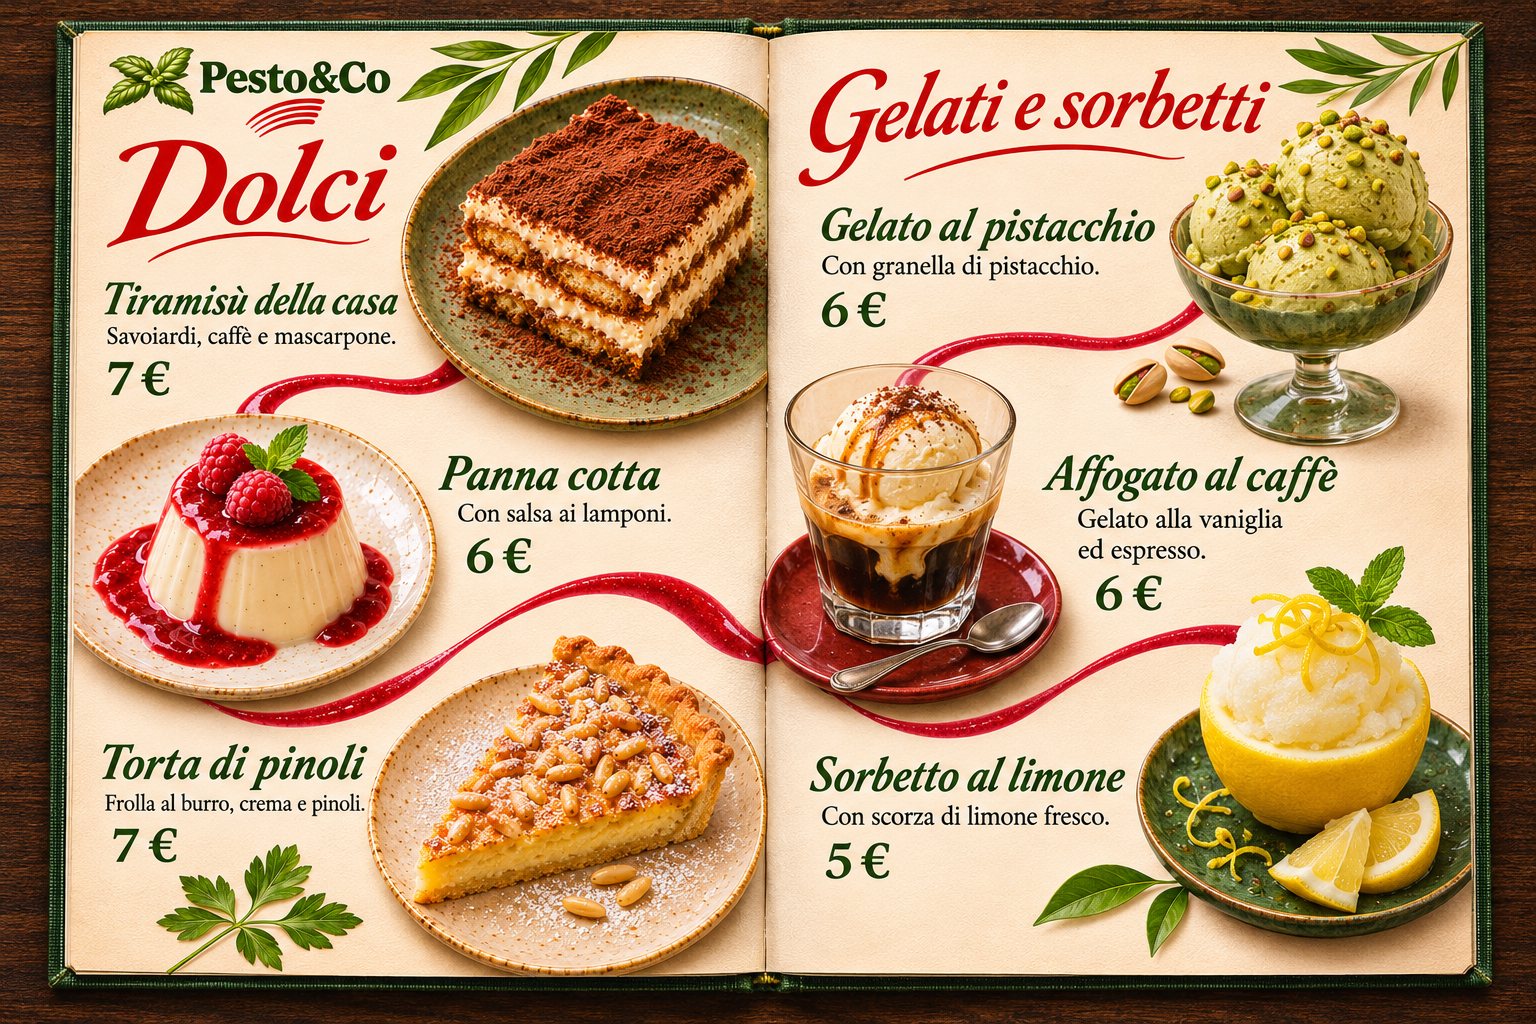 Pesto&Co
Dolci
Tiramisù della casa
Savoiardi, caffè e mascarpone.
7 €
Panna cotta
Con salsa ai lamponi.
6 €
Torta di pinoli
Frolla al burro, crema e pinoli.
7 €
Gelati e sorbetti
Gelato al pistacchio
Con granella di pistacchio.
6 €
Affogato al caffè
Gelato alla vaniglia
ed espresso.
6 €
Sorbetto al limone
Con scorza di limone fresco.
5 €